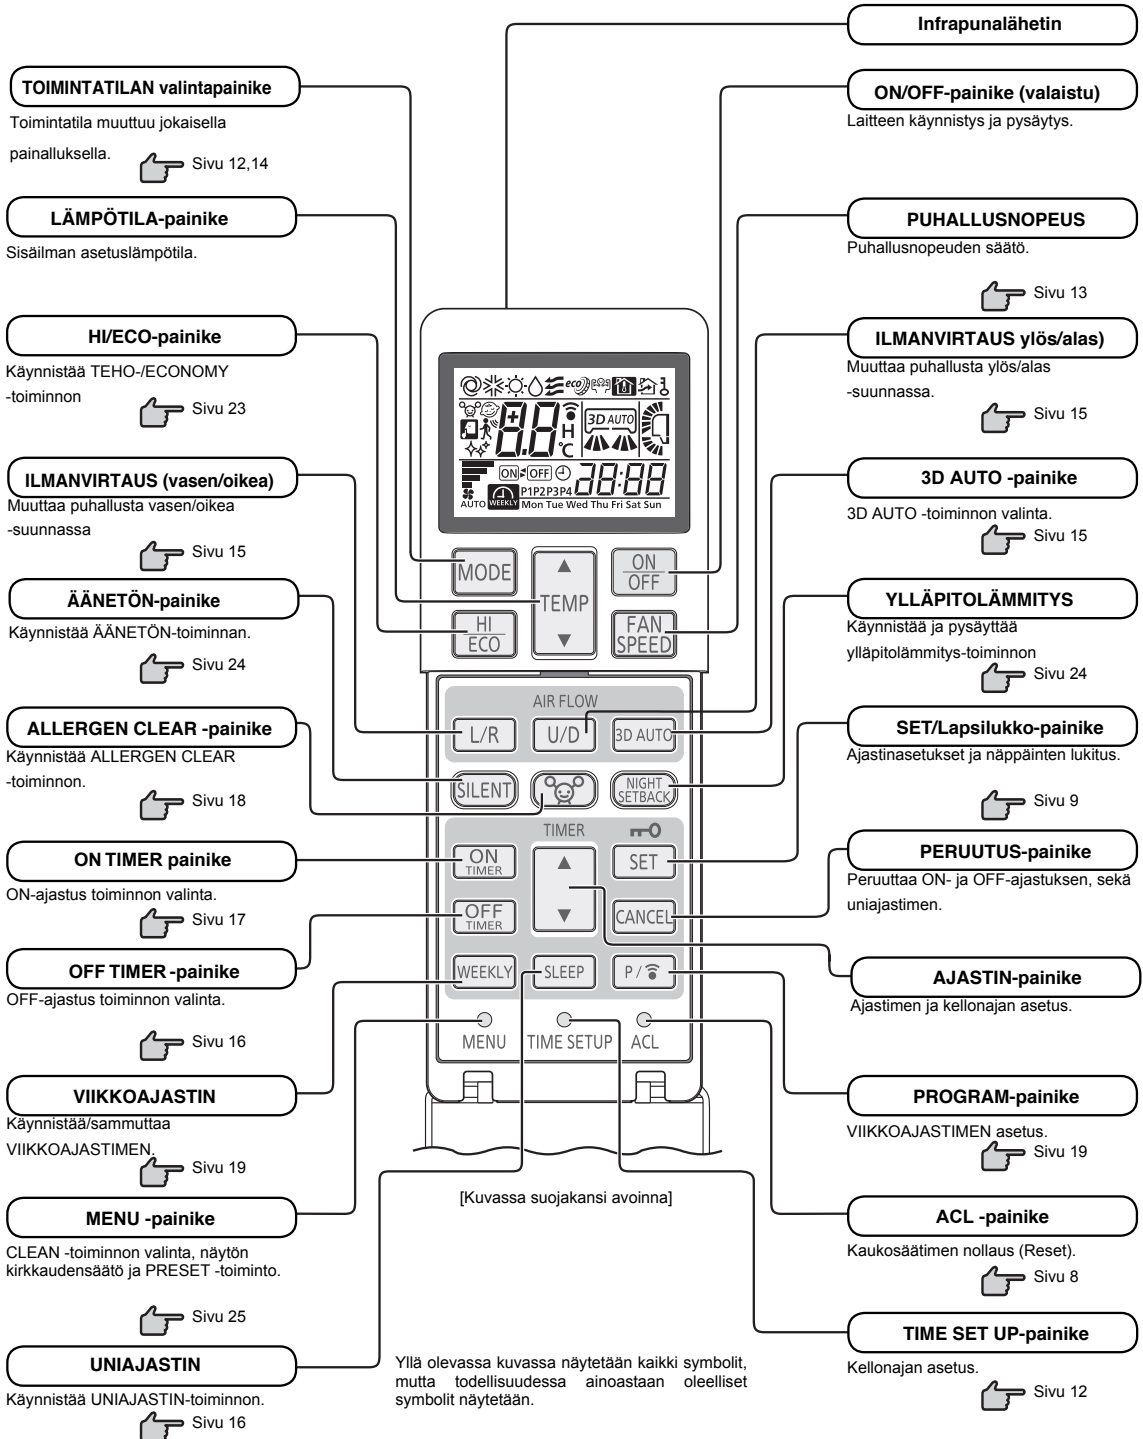 Infrapunalähetin
TOIMINTATILAN valintapainike
Toimintatila muuttuu jokaisella
painalluksella.
Sivu 12,14
ON/OFF-painike (valaistu)
Laitteen käynnistys ja pysäytys.
LÄMPÖTILA-painike
Sisäilman asetuslämpötila.
PUHALLUSNOPEUS
Puhallusnopeuden säätö.
Sivu 13
HI/ECO-painike
Käynnistää TEHO-/ECONOMY
-toiminnon
Sivu 23
ILMANVIRTAUS ylös/alas)
Muuttaa puhallusta ylös/alas
-suunnassa.
Sivu 15
ILMANVIRTAUS (vasen/oikea)
Muuttaa puhallusta vasen/oikea
-suunnassa
Sivu 15
3D AUTO -painike
3D AUTO -toiminnon valinta.
Sivu 15
ÄÄNETÖN-painike
Käynnistää ÄÄNETÖN-toiminnan.
Sivu 24
YLLÄPITOLÄMMITYS
Käynnistää ja pysäyttää
ylläpitolämmitys-toiminnon
Sivu 24
ALLERGEN CLEAR -painike
Käynnistää ALLERGEN CLEAR
-toiminnon.
Sivu 18
SET/Lapsilukko-painike
Ajastinasetukset ja näppäinten lukitus.
Sivu 9
ON TIMER painike
ON-ajastus toiminnon valinta.
Sivu 17
PERUUTUS-painike
Peruuttaa ON- ja OFF-ajastuksen, sekä
uniajastimen.
OFF TIMER -painike
OFF-ajastus toiminnon valinta.
Sivu 16
AJASTIN-painike
Ajastimen ja kellonajan asetus.
VIIKKOAJASTIN
Käynnistää/sammuttaa
VIIKKOAJASTIMEN.
Sivu 19
PROGRAM-painike
VIIKKOAJASTIMEN asetus.
Sivu 19
MENU -painike
CLEAN -toiminnon valinta, näytön
kirkkaudensäätö ja PRESET -toiminto.
Sivu 25
ACL -painike
Kaukosäätimen nollaus (Reset).
Sivu 8
UNIAJASTIN
Käynnistää UNIAJASTIN-toiminnon.
Sivu 16
TIME SET UP-painike
Kellonajan asetus.
Sivu 12
eco
8.8 H 3D AUTO
°C
ON OFF 88:88
P1P2P3P4
AUTO WEEKLY Mon Tue Wed Thu Fri Sat Sun
MODE
TEMP
ON
OFF
HI
ECO
FAN
SPEED
AIR FLOW
L/R U/D 3D AUTO
SILENT
NIGHT
SETBACK
TIMER
ON
TIMER
SET
OFF
TIMER
CANCEL
WEEKLY SLEEP P /
MENU TIME SETUP ACL
[Kuvassa suojakansi avoinna]
Yllä olevassa kuvassa näytetään kaikki symbolit,
mutta todellisuudessa ainoastaan oleelliset
symbolit näytetään.